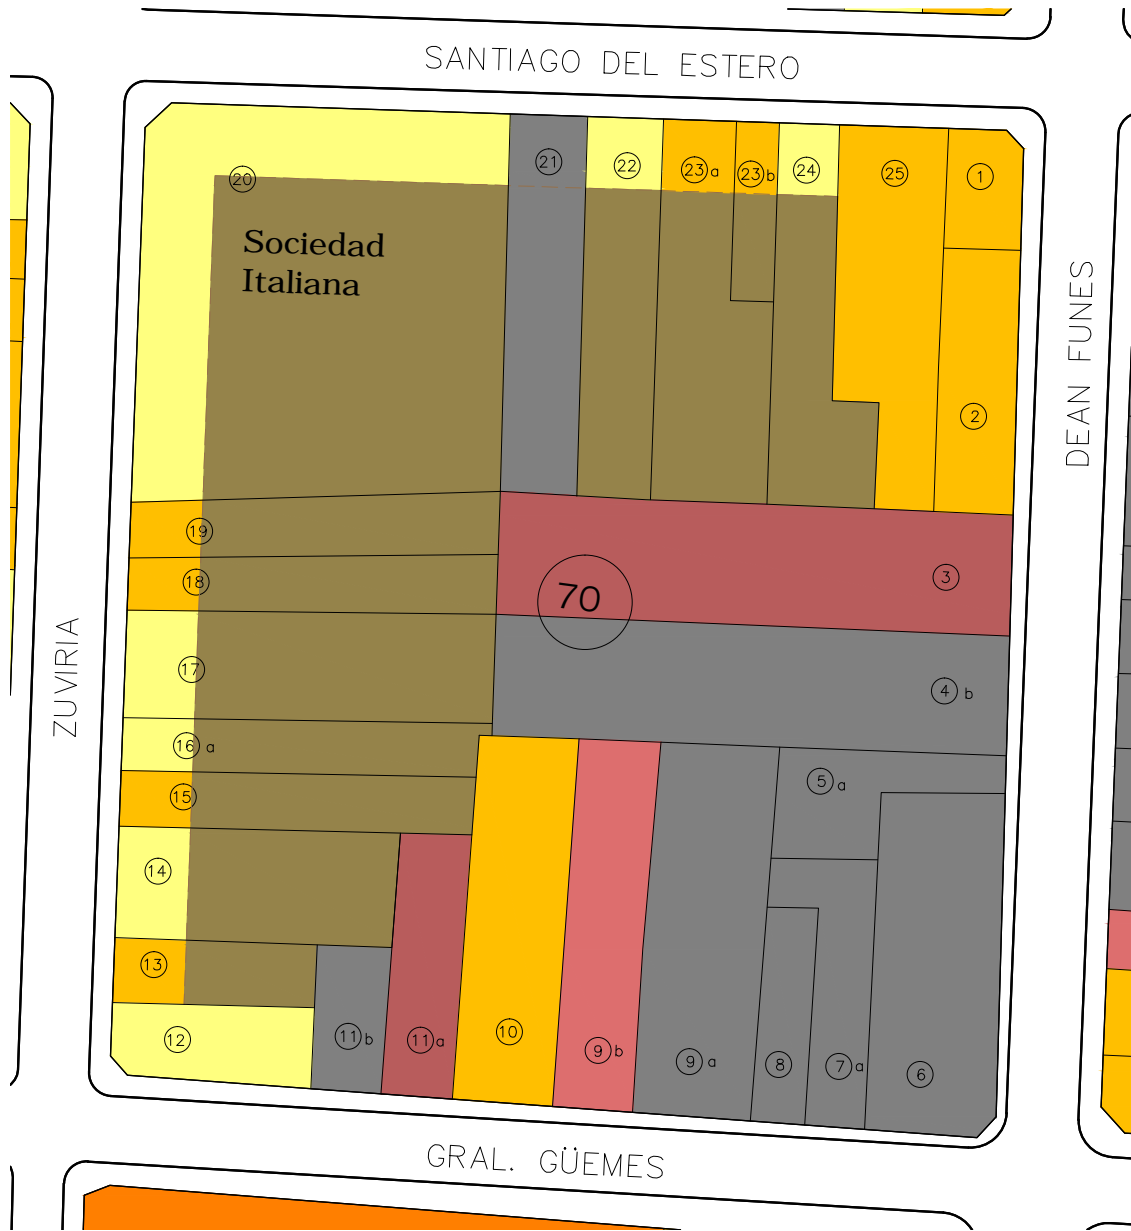 SANTIAGO DEL ESTERO
20
21
22
23 a
23 b
24
25
1
Sociedad
Italiana
DEAN FUNES
2
19
18
70
3
ZUVIRIA
17
4 b
16 a
15
5 a
14
13
12
11 b
11 a
10
9 b
9 a
8
7 a
6
GRAL. GÜEMES